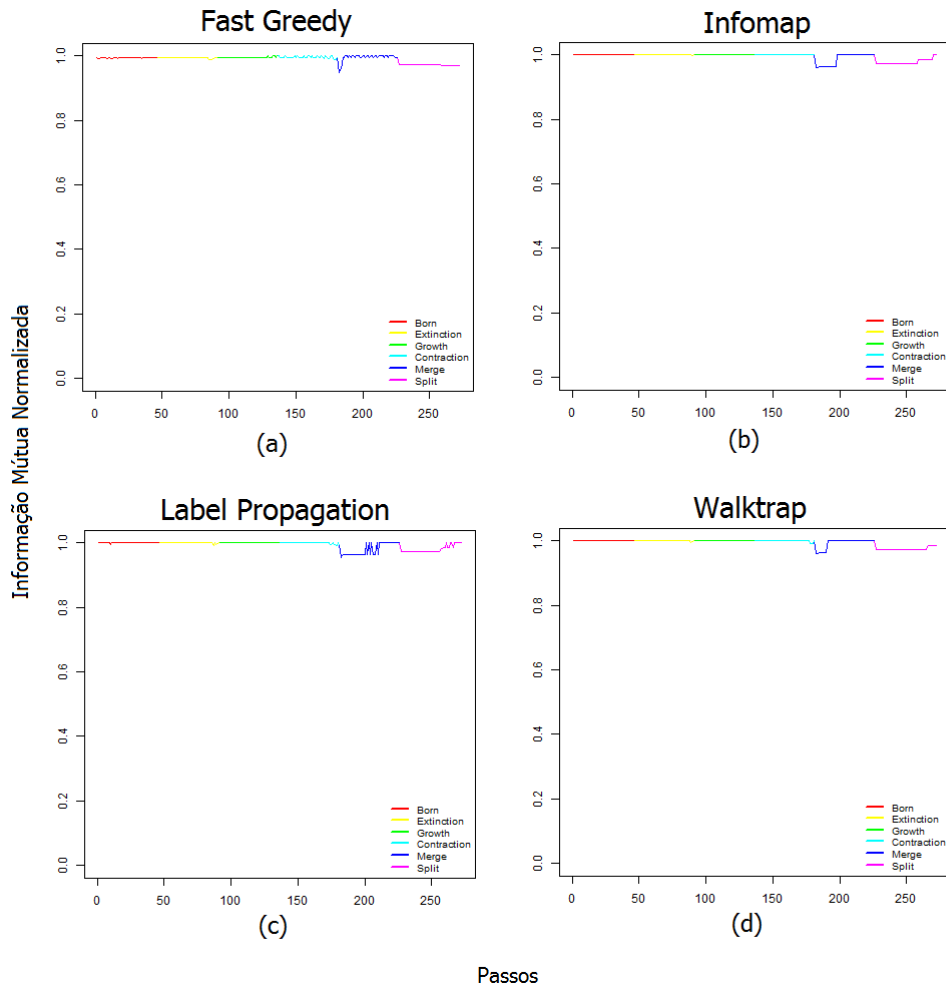 Fast Greedy
Infomap
1.0
0.8
0.6
0.4
0.2
0.0
Born
Extinction
Growth
Contraction
Merge
Split
0 50 100 150 200 250
(a)
1.0
0.8
0.6
0.4
0.2
0.0
Born
Extinction
Growth
Contraction
Merge
Split
0 50 100 150 200 250
(b)
Informação Mútua Normalizada
Label Propagation
Walktrap
1.0
0.8
0.6
0.4
0.2
0.0
Born
Extinction
Growth
Contraction
Merge
Split
0 50 100 150 200 250
(c)
1.0
0.8
0.6
0.4
0.2
0.0
Born
Extinction
Growth
Contraction
Merge
Split
0 50 100 150 200 250
(d)
Passos